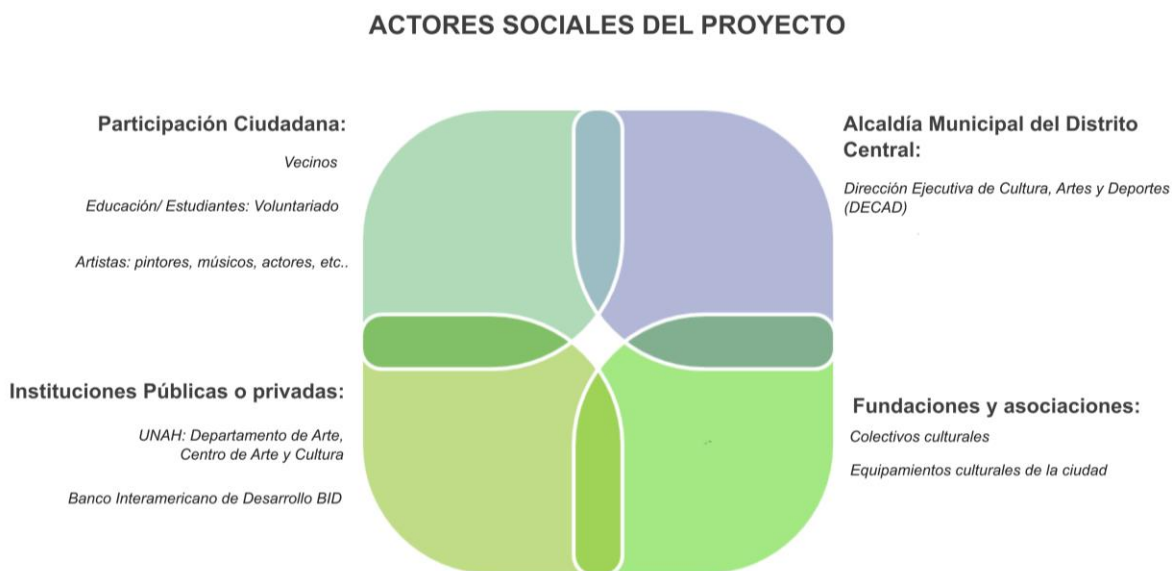 ACTORES SOCIALES DEL PROYECTO
Participación Ciudadana:
Vecinos
Educación/ Estudiantes: Voluntariado
Artistas: pintores, músicos, actores, etc..
Alcaldía Municipal del Distrito
Central:
Dirección Ejecutiva de Cultura, Artes y Deportes
(DECAD)
Instituciones Públicas o privadas:
UNAH: Departamento de Arte,
Centro de Arte y Cultura
Banco Interamericano de Desarrollo BID
Fundaciones y asociaciones:
Colectivos culturales
Equipamientos culturales de la ciudad